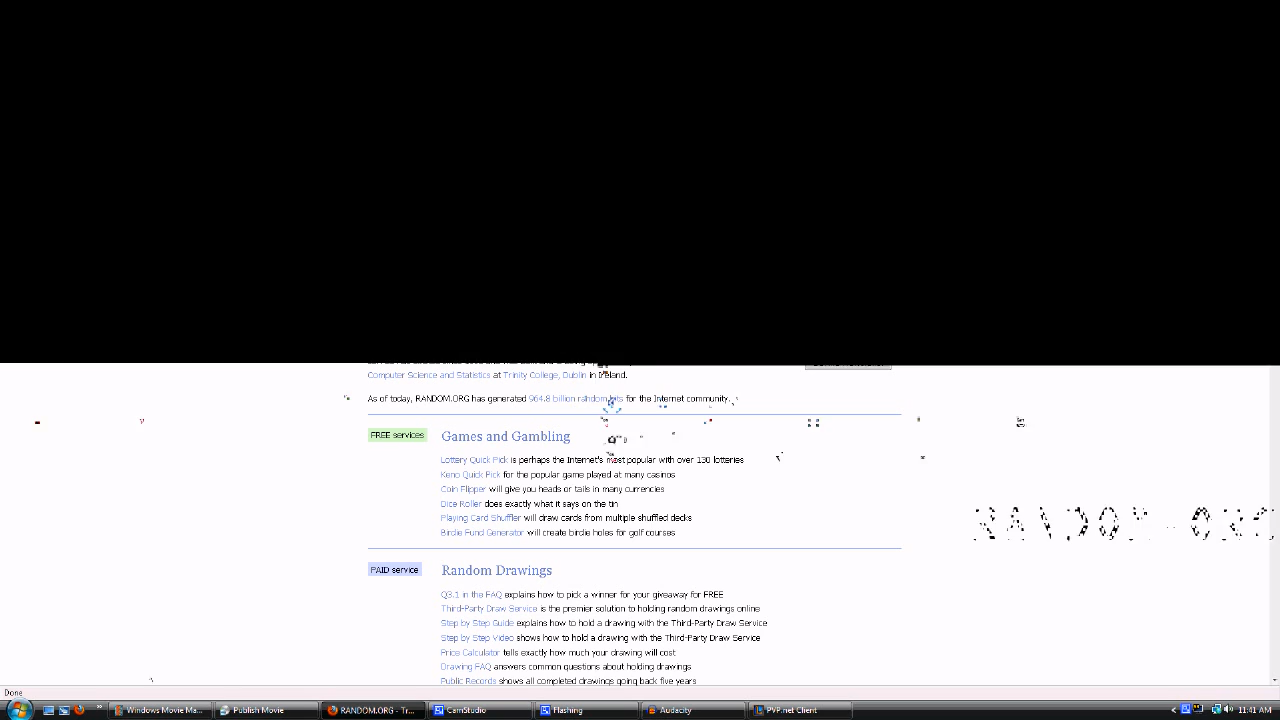 Computer Science and Statistics at Trinity College, Dublin in Ireland.
As of today, RANDOM.ORG has generated 964.8 billion random bits for the Internet community.
FREE services
Games and Gambling
Lottery Quick Pick is perhaps the Internet's most popular with over 130 lotteries
Keno Quick Pick for the popular game played at many casinos
Coin Flipper will give you heads or tails in many currencies
Dice Roller does exactly what it says on the tin
Playing Card Shuffler will draw cards from multiple shuffled decks
Birdie Fund Generator will create birdie holes for golf courses
RANDOM.ORG
PAID service
Random Drawings
Q3.1 in the FAQ explains how to pick a winner for your giveaway for FREE
Third-Party Draw Service is the premier solution to holding random drawings online
Step by Step Guide explains how to hold a drawing with the Third-Party Draw Service
Step by Step Video shows how to hold a drawing with the Third-Party Draw Service
Price Calculator tells exactly how much your drawing will cost
Drawing FAQ answers common questions about holding drawings
Public Records shows all completed drawings going back five years
Done
Windows Movie Ma... Publish Movie RANDOM.ORG - Tr... CamStudio Flashing Audacity PVP.net Client 11:41 AM